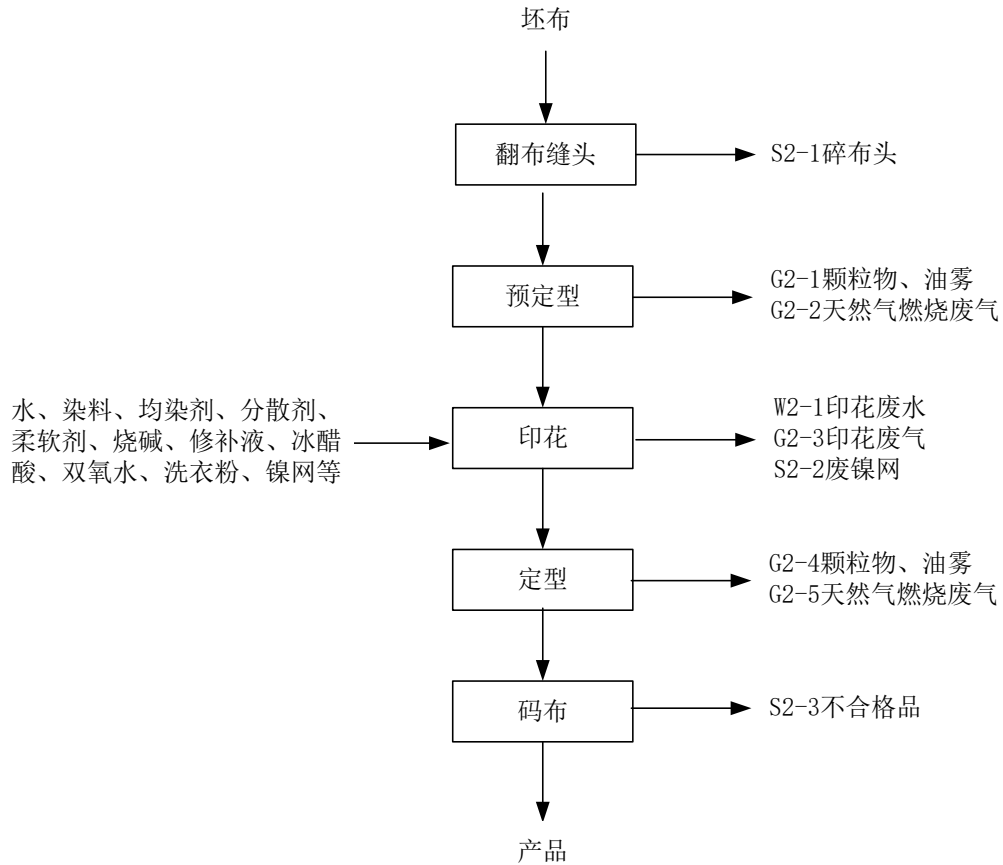 坯布
翻布缝头
S2-1碎布头
预定型
G2-1颗粒物、油雾
G2-2天然气燃烧废气
水、染料、均染剂、分散剂、
柔软剂、烧碱、修补液、冰醋
酸、双氧水、洗衣粉、镍网等
印花
W2-1印花废水
G2-3印花废气
S2-2废镍网
定型
G2-4颗粒物、油雾
G2-5天然气燃烧废气
码布
S2-3不合格品
产品